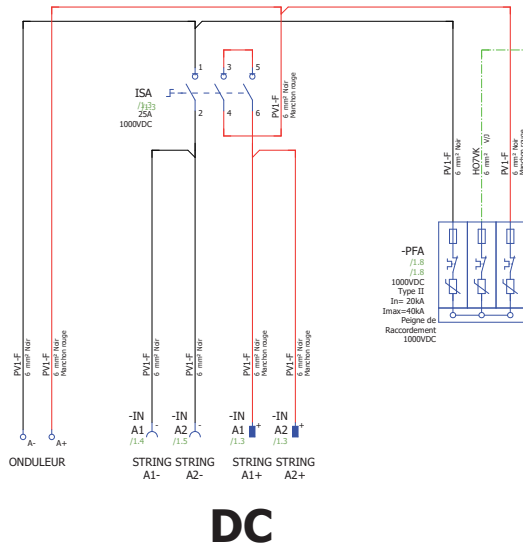 1 3 5
ISA
25A
1000VDC
2 4 6
PV1-F
6 mm² Noir
Manchon rouge
PV1-F
6 mm² Noir
HO7VK
6 mm² V/J
PV1-F
6 mm² Noir
Manchon rouge
-PFA
/1.8
/1.8
1000VDC
Type II
In= 20kA
Imax=40kA
Peigne de
Raccordement
1000VDC
PV1-F
6 mm² Noir
PV1-F
6 mm² Noir
Manchon rouge
PV1-F
6 mm² Noir
PV1-F
6 mm² Noir
PV1-F
6 mm² Noir
Manchon rouge
PV1-F
6 mm² Noir
Manchon rouge
A- A+
ONDULEUR
-IN
A1 -
/1.4
-IN
A2 -
/1.5
-IN
A1 +
/1.3
-IN
A2 +
/1.3
STRING
A1-
STRING
A2-
STRING
A1+
STRING
A2+
DC